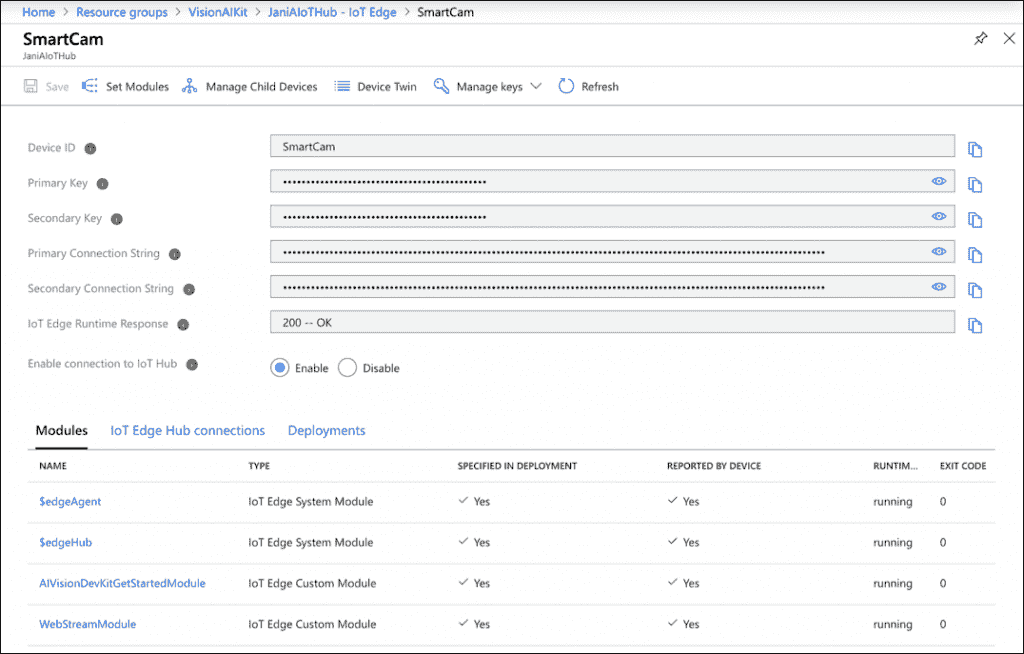 Home > Resource groups > VisionAIKit > JaniAIoTHub - IoT Edge > SmartCam
SmartCam
JaniAIoTHub
Save Set Modules Manage Child Devices Device Twin Manage keys Refresh
Device ID SmartCam
Primary Key ••••••••••••••••••••••••••••••••••••••••••••
Secondary Key ••••••••••••••••••••••••••••••••••••••••••••
Primary Connection String
Secondary Connection String
IoT Edge Runtime Response 200 -- OK
Enable connection to IoT Hub Enable Disable
Modules IoT Edge Hub connections Deployments
NAME TYPE SPECIFIED IN DEPLOYMENT REPORTED BY DEVICE RUNTIM... EXIT CODE
$edgeAgent IoT Edge System Module Yes Yes running 0
$edgeHub IoT Edge System Module Yes Yes running 0
AIVisionDevKitGetStartedModule IoT Edge Custom Module Yes Yes running 0
WebStreamModule IoT Edge Custom Module Yes Yes running 0